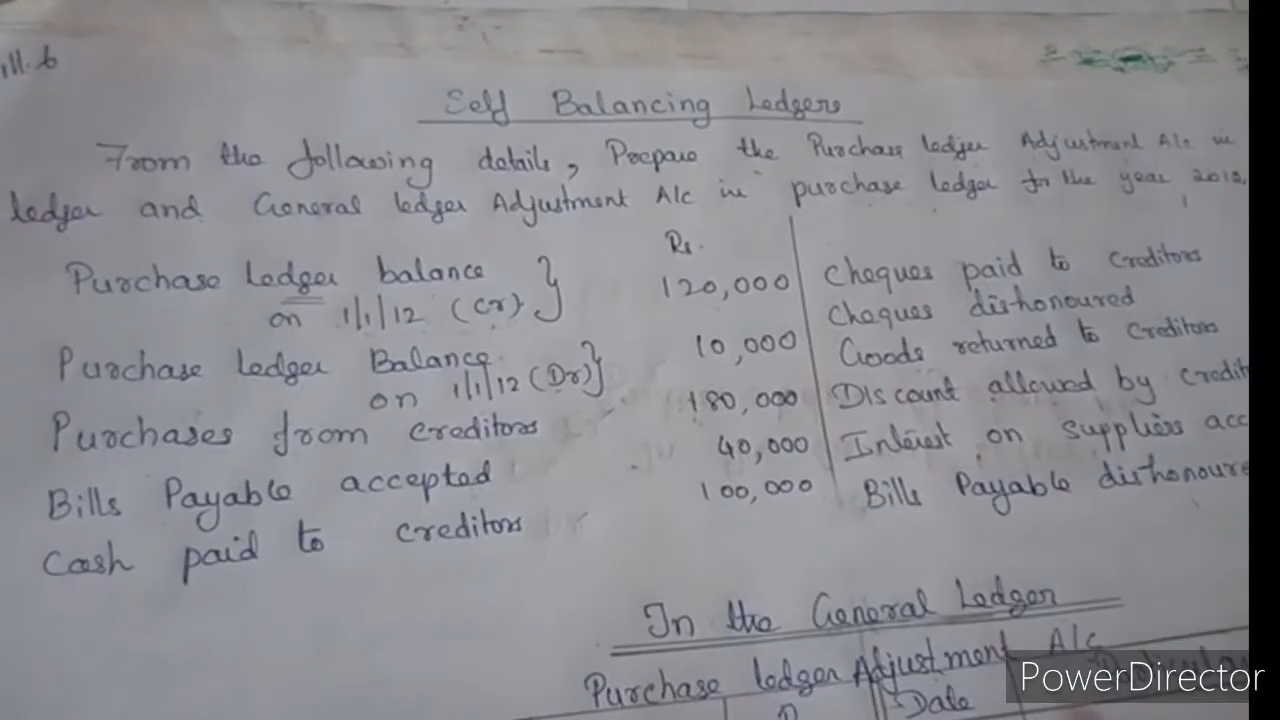 ill. 6
Self Balancing Ledgers
From the following details, Prepare the Purchase ledger Adjustment A/c in
ledger and General ledger Adjustment A/c in purchase ledger for the year 2012
Rs.
Purchase Ledger balance
on 1/1/12 (Cr) } 120,000
Purchase Ledger Balance
on 1/1/12 (Dr) } 10,000
Purchases from creditors 180,000
Bills Payable accepted 40,000
Cash paid to creditors 100,000
Cheques paid to creditors
Cheques dishonoured
Goods returned to creditors
Discount allowed by credit
Interest on suppliers acc
Bills Payable dishonoure
In the General Ledger
Purchase ledger Adjustment A/c
Date
PowerDirector